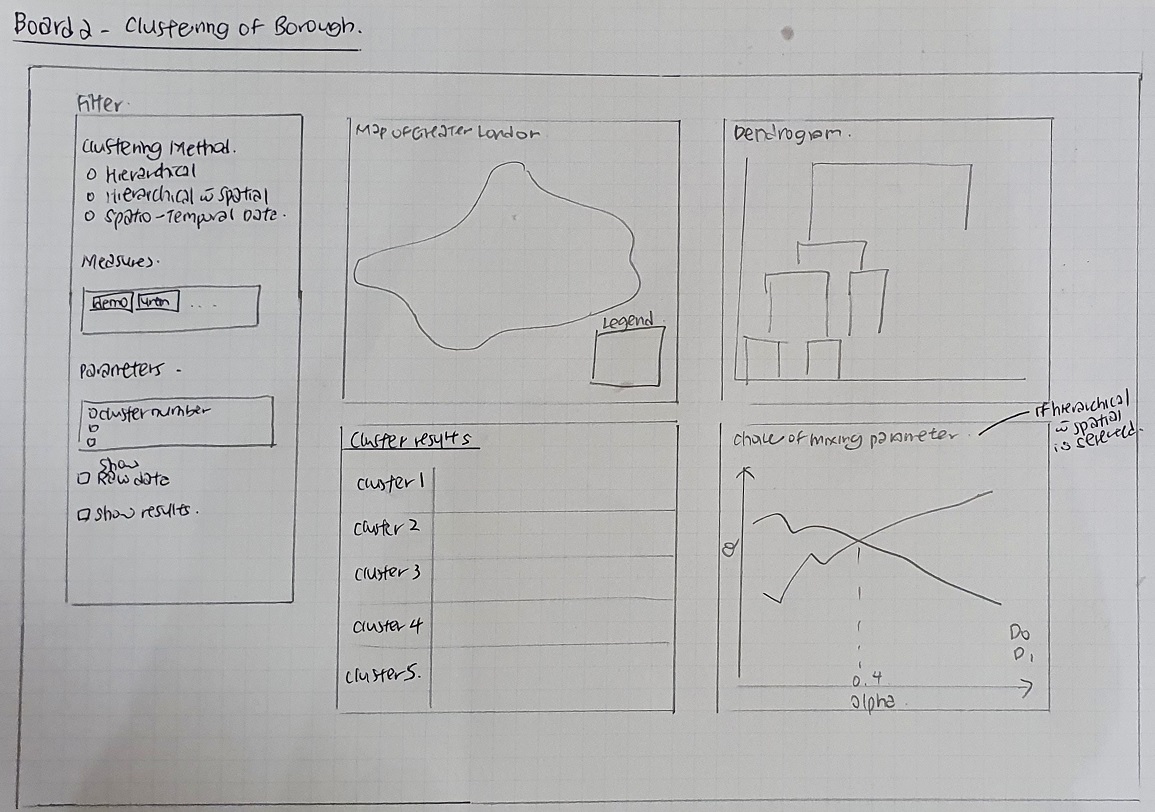 Board 2 - Clustering of Borough.
Filter.
Clustering Method.
Hierarchical
Hierarchical w̄ spatial
Spatio-Temporal Data.
Measures.
demo ...
Parameters -
cluster number
Show
Raw data
show results.
Map of Greater London
Legend
Dendrogram.
Cluster results
cluster 1
cluster 2
cluster 3
cluster 4
cluster 5.
choice of mixing parameter.
if hierarchical
w̄ spatial
is selected.
Q
D0
D1
0.4
alpha